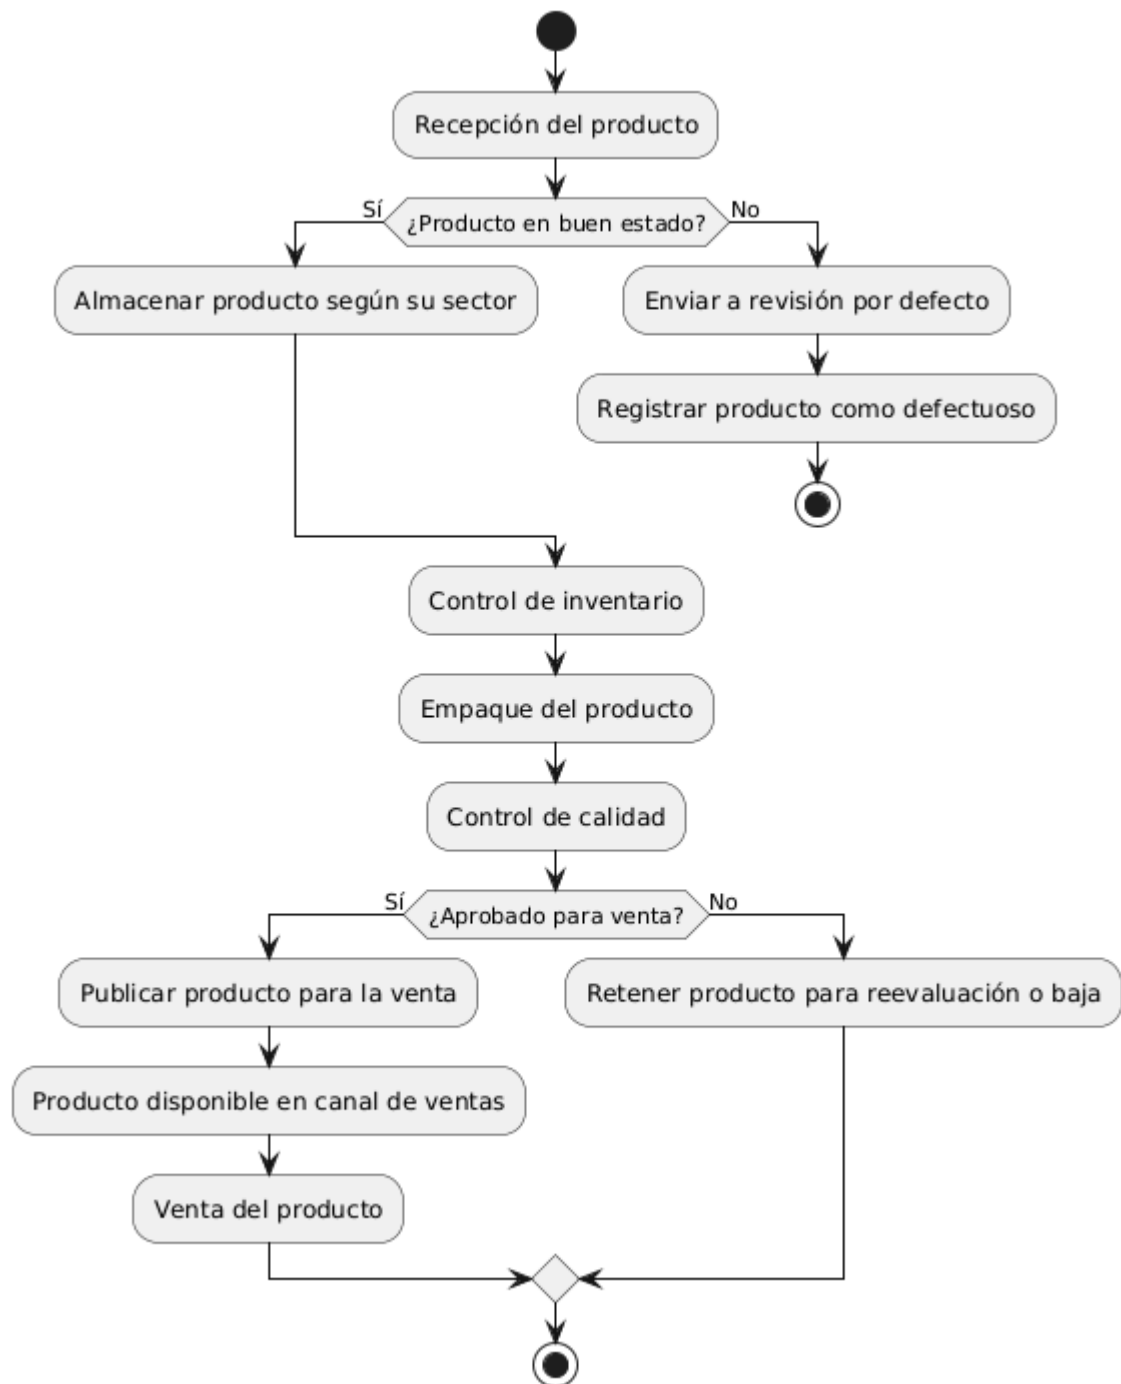 Recepción del producto
Sí
¿Producto en buen estado?
No
Almacenar producto según su sector
Enviar a revisión por defecto
Registrar producto como defectuoso
Control de inventario
Empaque del producto
Control de calidad
Sí
¿Aprobado para venta?
No
Publicar producto para la venta
Retener producto para reevaluación o baja
Producto disponible en canal de ventas
Venta del producto